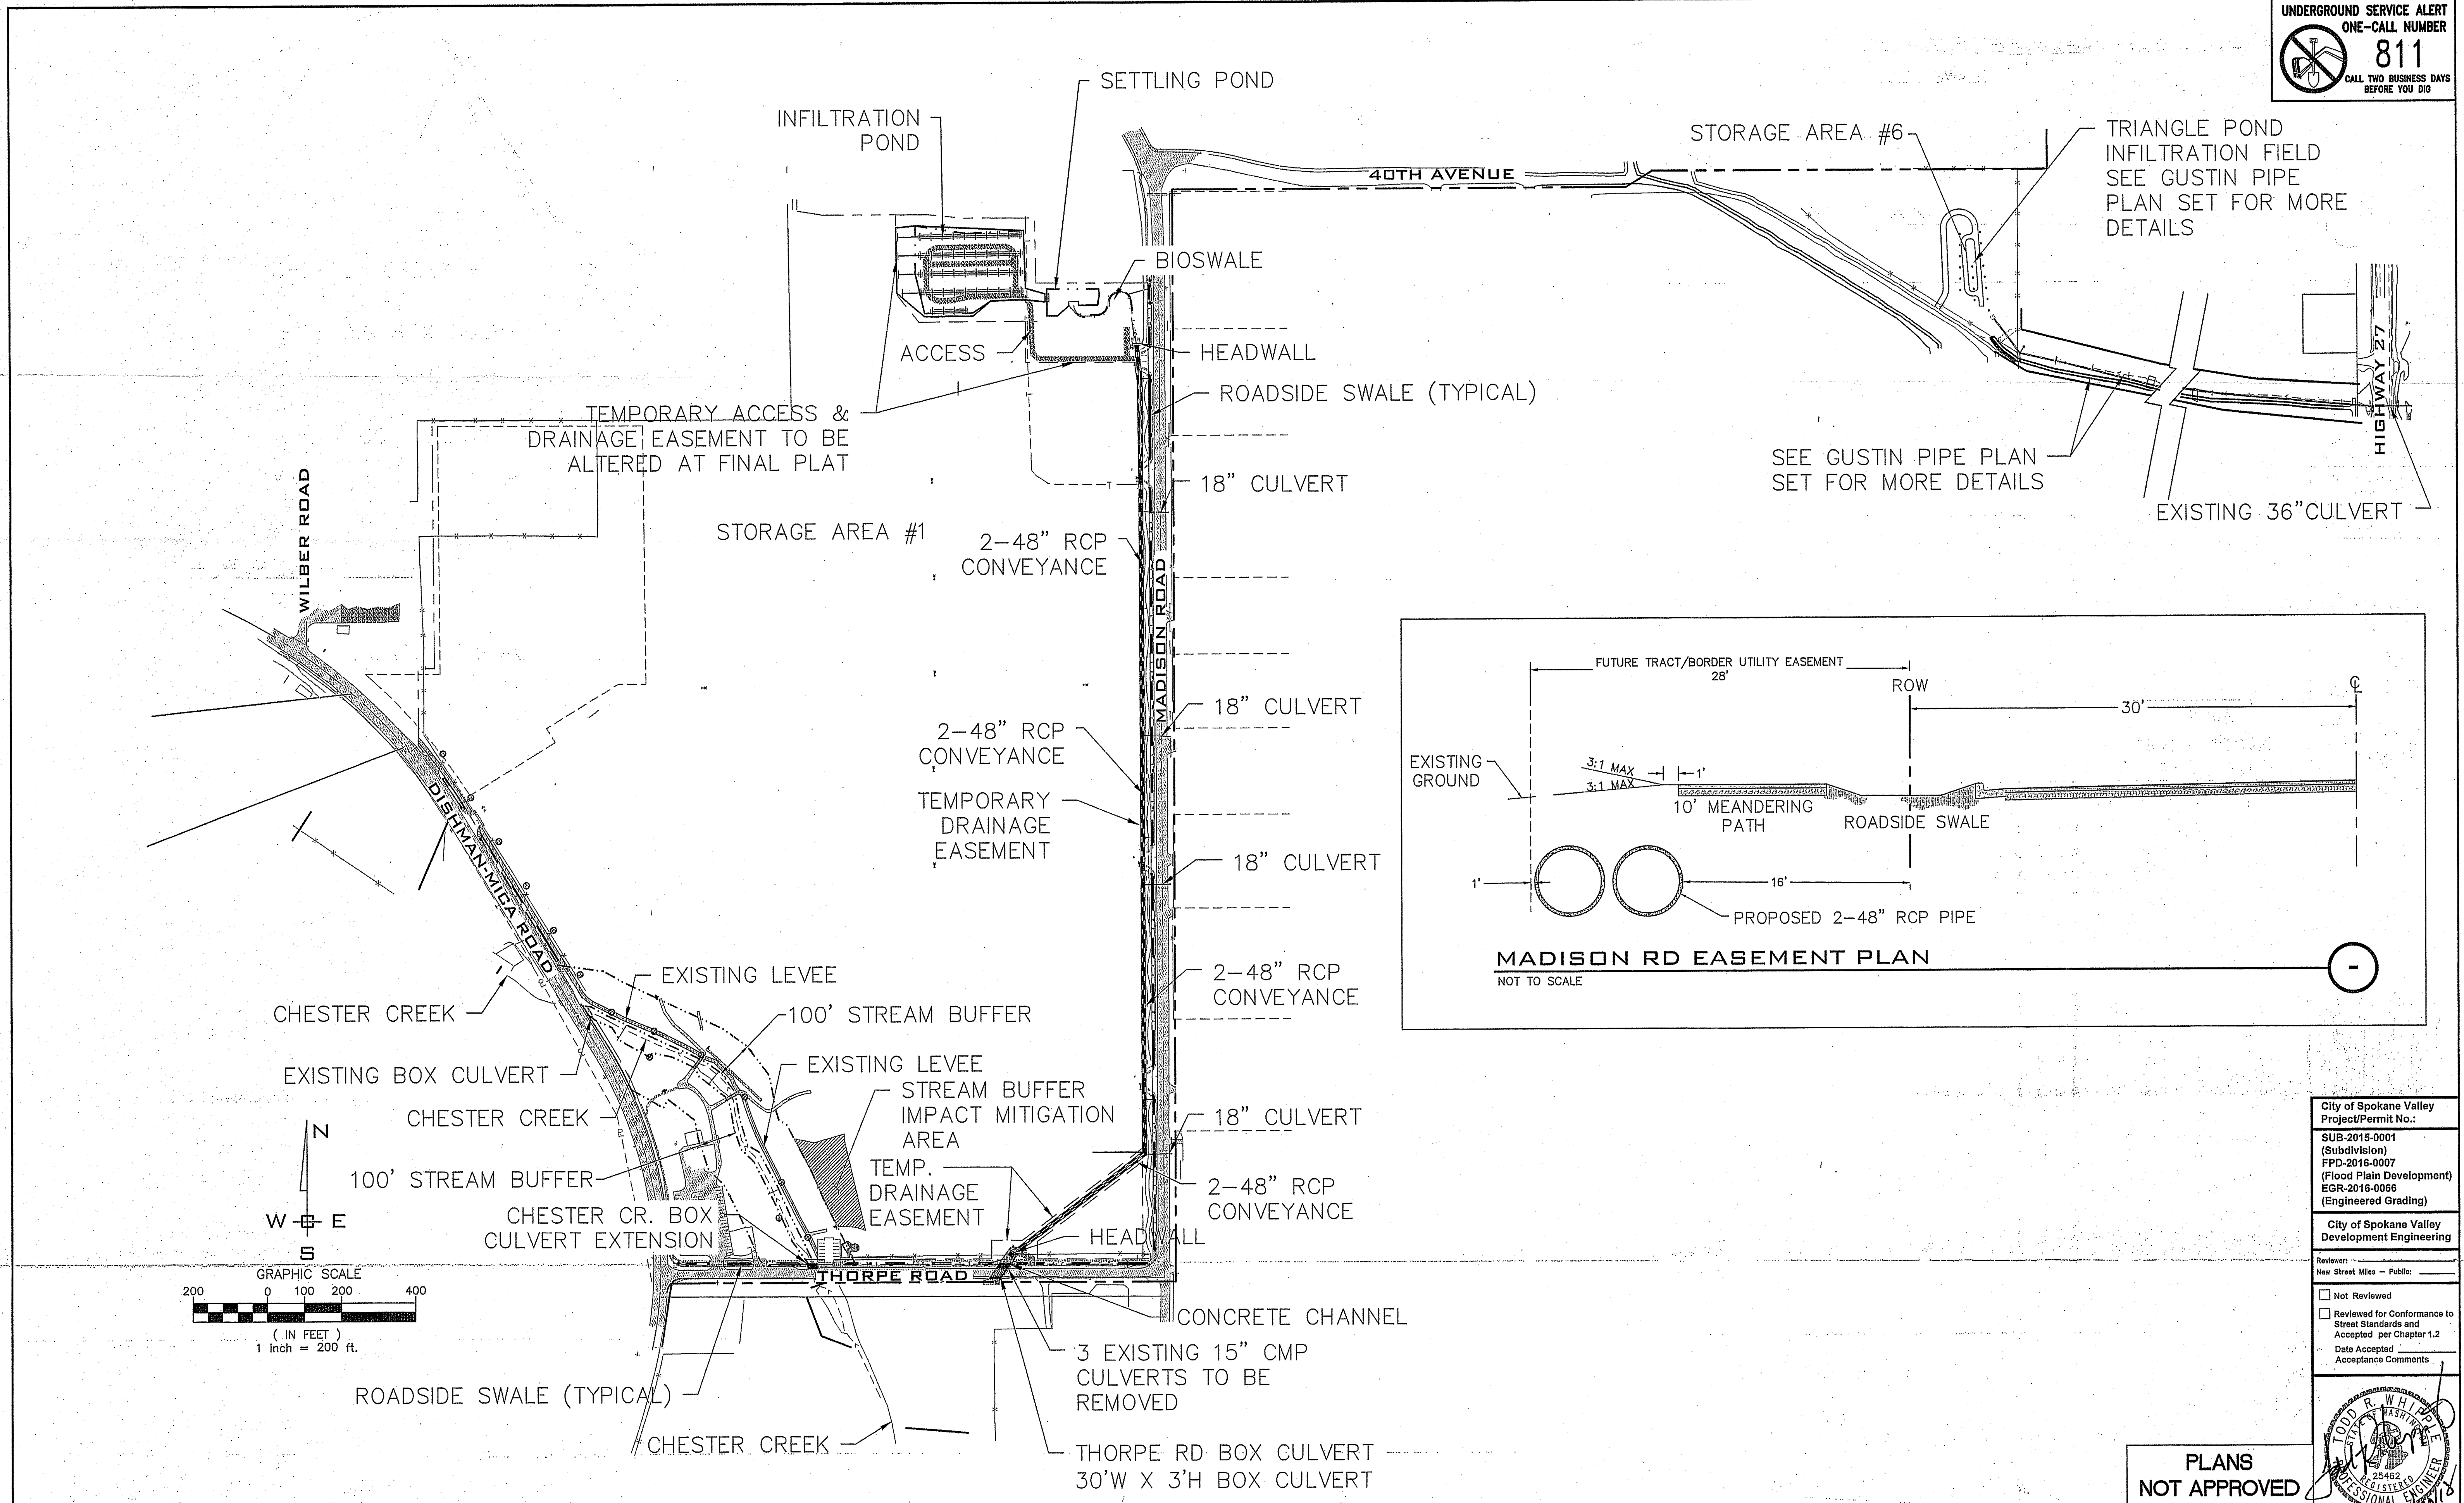 UNDERGROUND SERVICE ALERT
ONE-CALL NUMBER
811
CALL TWO BUSINESS DAYS
BEFORE YOU DIG
SETTLING POND
INFILTRATION
POND
STORAGE AREA #6
TRIANGLE POND
INFILTRATION FIELD
SEE GUSTIN PIPE
PLAN SET FOR MORE
DETAILS
40TH AVENUE
BIOSWALE
ACCESS
HEADWALL
ROADSIDE SWALE (TYPICAL)
TEMPORARY ACCESS &
DRAINAGE EASEMENT TO BE
ALTERED AT FINAL PLAT
HIGHWAY 27
SEE GUSTIN PIPE PLAN
SET FOR MORE DETAILS
EXISTING 36"CULVERT
WILBER ROAD
18" CULVERT
STORAGE AREA #1
2-48" RCP
CONVEYANCE
MADISON ROAD
18" CULVERT
2-48" RCP
CONVEYANCE
TEMPORARY
DRAINAGE
EASEMENT
18" CULVERT
FUTURE TRACT/BORDER UTILITY EASEMENT
28'
ROW
℄
30'
EXISTING
GROUND
3:1 MAX
1'
3:1 MAX
10' MEANDERING
PATH
ROADSIDE SWALE
1'
16'
PROPOSED 2-48" RCP PIPE
MADISON RD EASEMENT PLAN
NOT TO SCALE
-
DISHMAN-MICA ROAD
EXISTING LEVEE
2-48" RCP
CONVEYANCE
CHESTER CREEK
100' STREAM BUFFER
EXISTING BOX CULVERT
EXISTING LEVEE
STREAM BUFFER
IMPACT MITIGATION
AREA
CHESTER CREEK
18" CULVERT
100' STREAM BUFFER
TEMP.
DRAINAGE
EASEMENT
2-48" RCP
CONVEYANCE
CHESTER CR. BOX
CULVERT EXTENSION
HEADWALL
THORPE ROAD
N
W E
S
GRAPHIC SCALE
200 0 100 200 400
( IN FEET )
1 inch = 200 ft.
CONCRETE CHANNEL
3 EXISTING 15" CMP
CULVERTS TO BE
REMOVED
ROADSIDE SWALE (TYPICAL)
CHESTER CREEK
THORPE RD BOX CULVERT
30'W X 3'H BOX CULVERT
City of Spokane Valley
Project/Permit No.:
SUB-2015-0001
(Subdivision)
FPD-2016-0007
(Flood Plain Development)
EGR-2016-0066
(Engineered Grading)
City of Spokane Valley
Development Engineering
Reviewer:
New Street Miles - Public:
Not Reviewed
Reviewed for Conformance to
Street Standards and
Accepted per Chapter 1.2
Date Accepted
Acceptance Comments
TODD R. WHIPPLE
STATE OF WASHINGTON
25462
REGISTERED
PROFESSIONAL ENGINEER
PLANS
NOT APPROVED